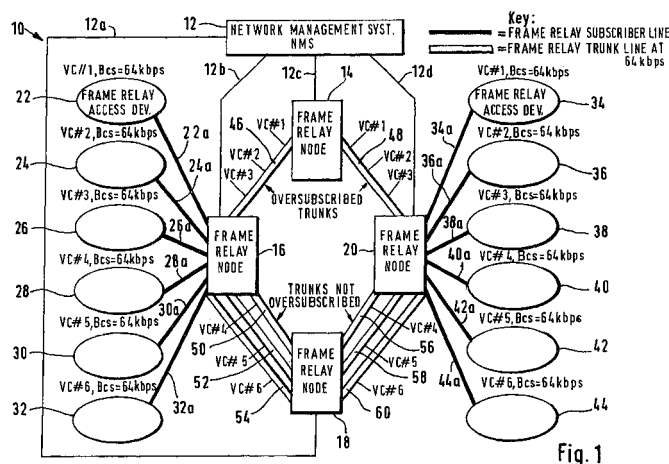 10
12a
12
NETWORK MANAGEMENT SYST.
NMS
Key:
=FRAME RELAY SUBSCRIBER LINE
=FRAME RELAY TRUNK LINE AT
64kbps
12b
12c
12d
14
VC#1, Bcs=64kbps
22
FRAME RELAY
ACCESS DEV.
22a
VC#2, Bcs=64kbps
24
24a
VC#3, Bcs=64kbps
26
26a
VC#4, Bcs=64kbps
28
28a
VC#5, Bcs=64kbps
30
30a
VC#6, Bcs=64kbps
32
32a
46
VC#1
VC#2
VC#3
FRAME RELAY
NODE
VC#1
48
VC#2
VC#3
OVERSUBSCRIBED
TRUNKS
FRAME
RELAY
NODE
16
20
FRAME
RELAY
NODE
TRUNKS NOT
OVERSUBSCRIBED
VC#4
50
VC#5
52
VC#6
54
FRAME
RELAY
NODE
18
VC#4
56
VC#5
58
VC#6
60
VC#1, Bcs=64kbps
FRAME RELAY
ACCESS DEV.
34
34a
VC#2, Bcs=64kbps
36
36a
VC#3, Bcs=64kbps
38
38a
VC#4, Bcs=64kbps
40
40a
VC#5, Bcs=64kbps
42
42a
VC#6, Bcs=64kbps
44
44a
Fig. 1